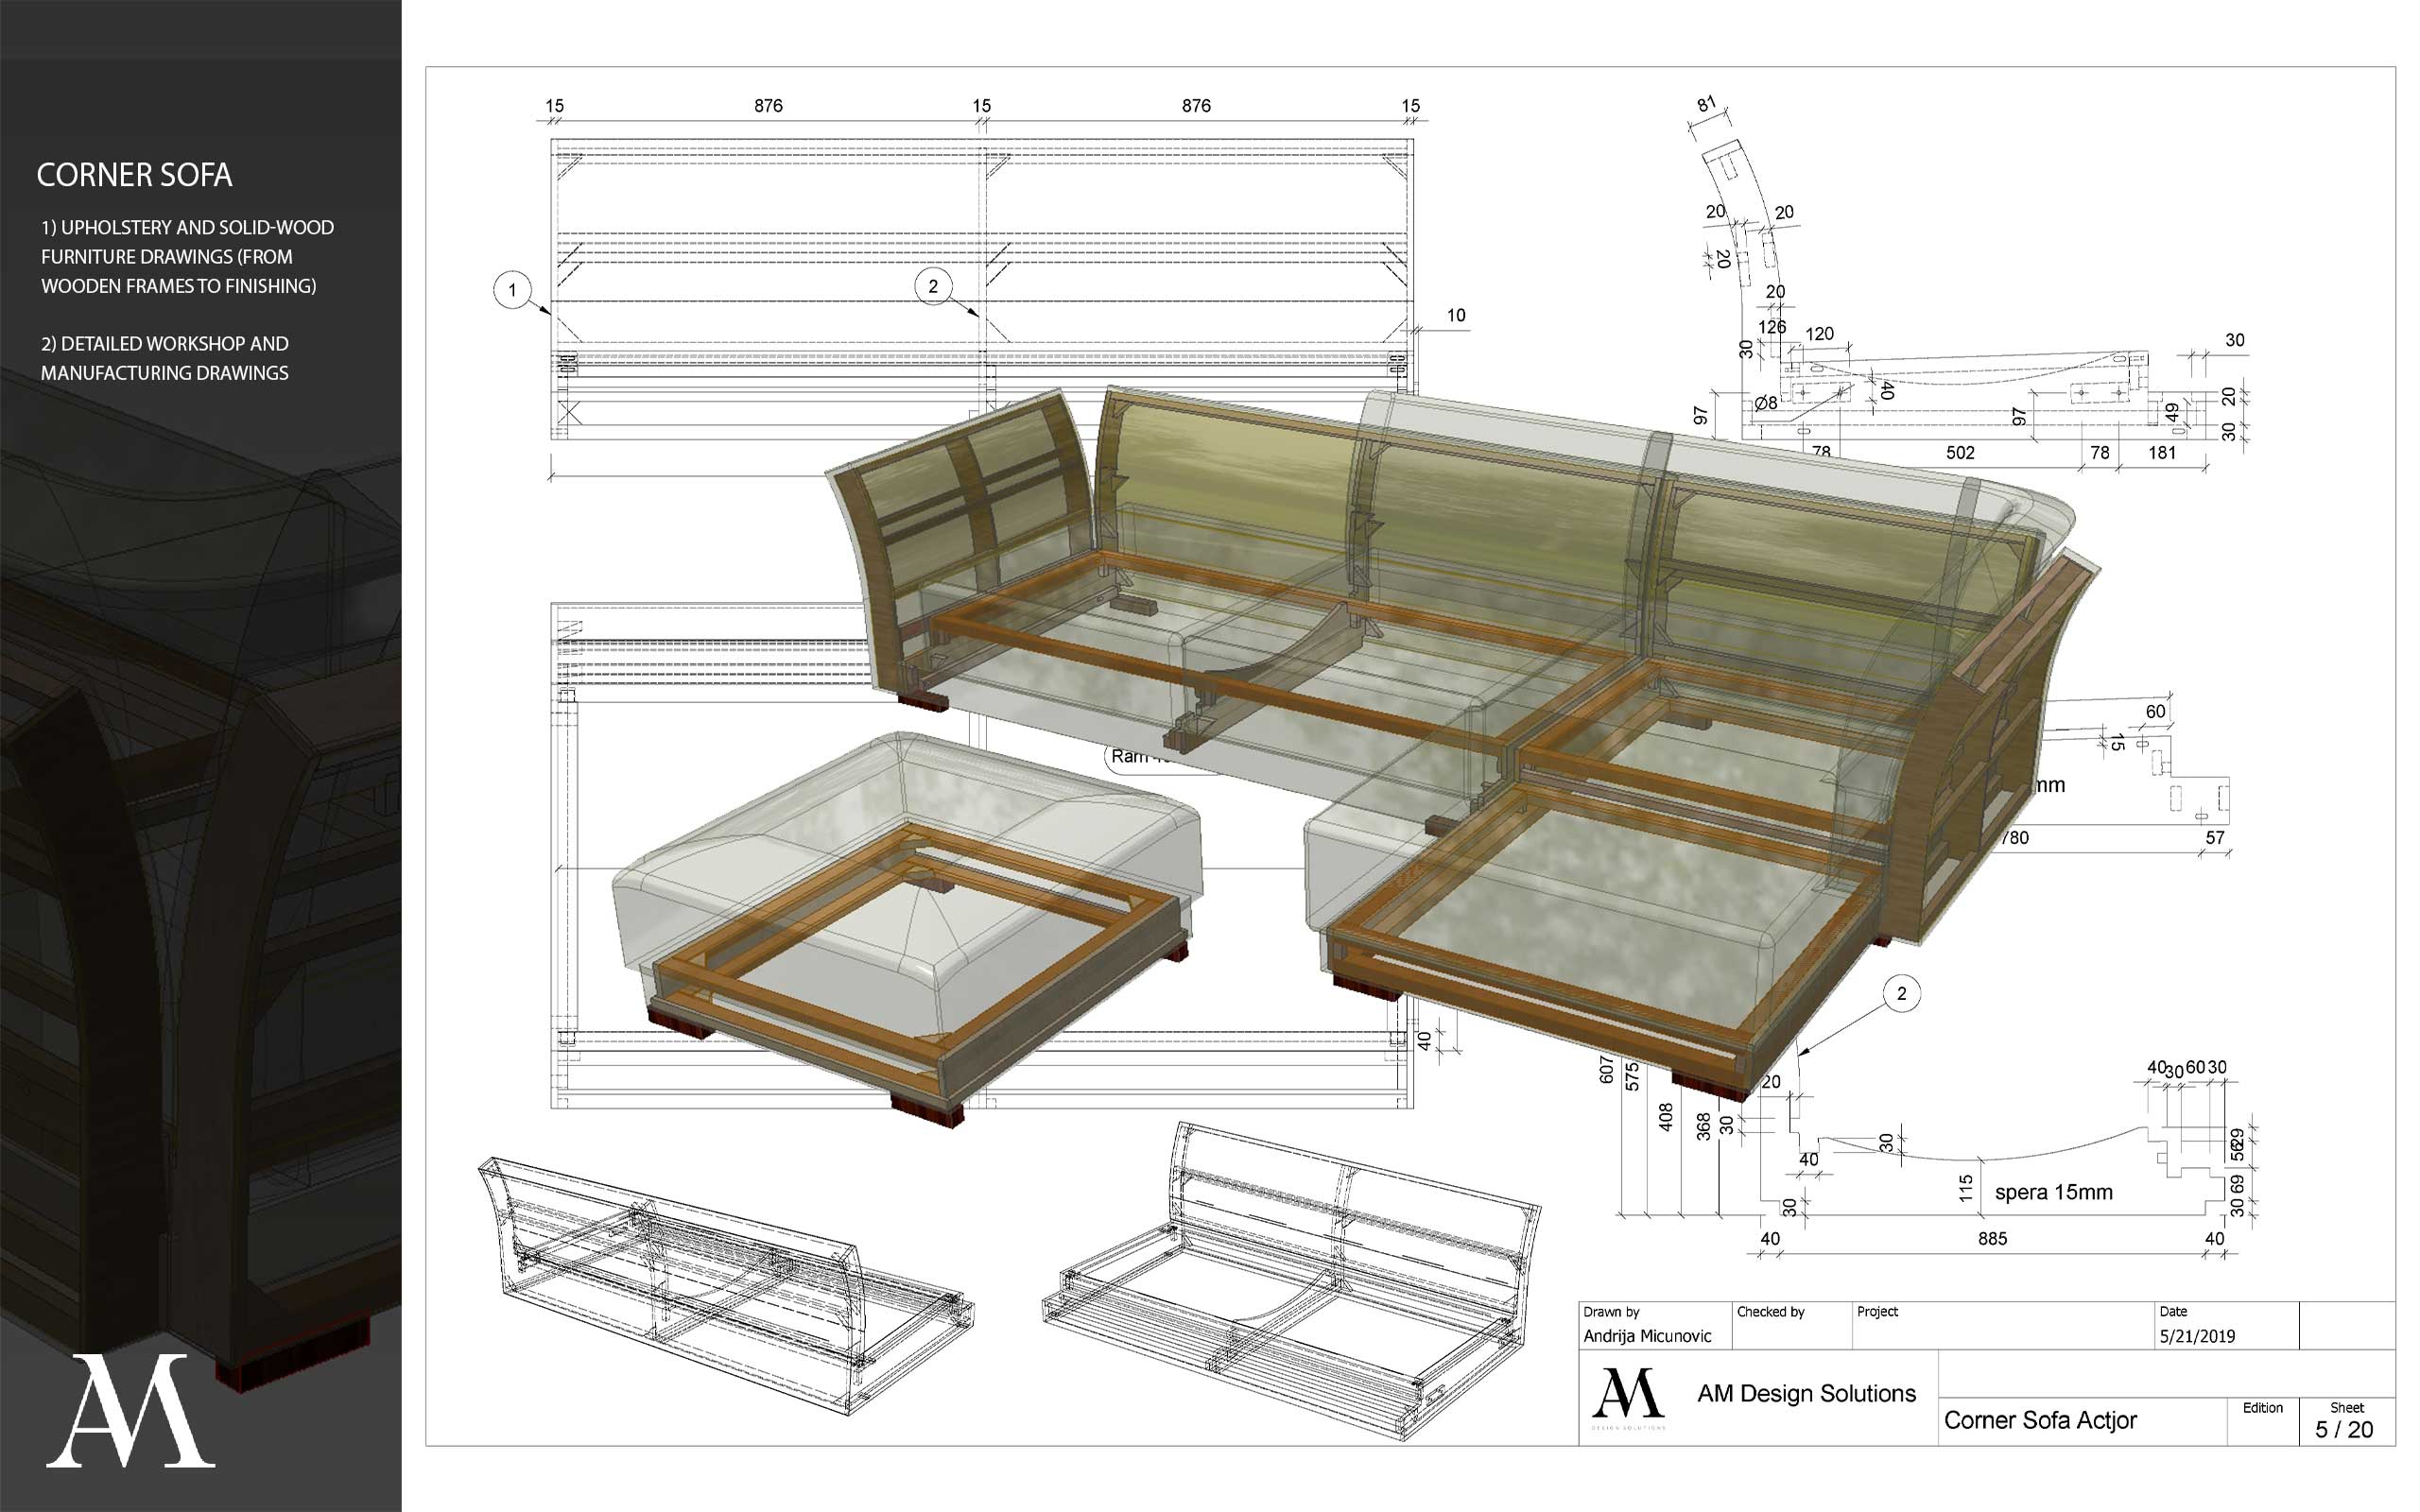 CORNER SOFA
1) UPHOLSTERY AND SOLID-WOOD
FURNITURE DRAWINGS (FROM
WOODEN FRAMES TO FINISHING)
2) DETAILED WORKSHOP AND
MANUFACTURING DRAWINGS
AM
15 876 15 876 15
1
2
10
81
20 20
20
20
126 120
30
30
Ø8
40
97
97
49
20
30
78 502 78 181
60
15
mm
780 57
Ram
40
2
607
575
408
368
30
20
40
30
30
115
spera 15mm
40 30 60 30
29
56
69
30
40 885 40
Drawn by
Andrija Micunovic
Checked by
Project
Date
5/21/2019
AM
DESIGN SOLUTIONS
AM Design Solutions
Corner Sofa Actjor
Edition
Sheet
5 / 20